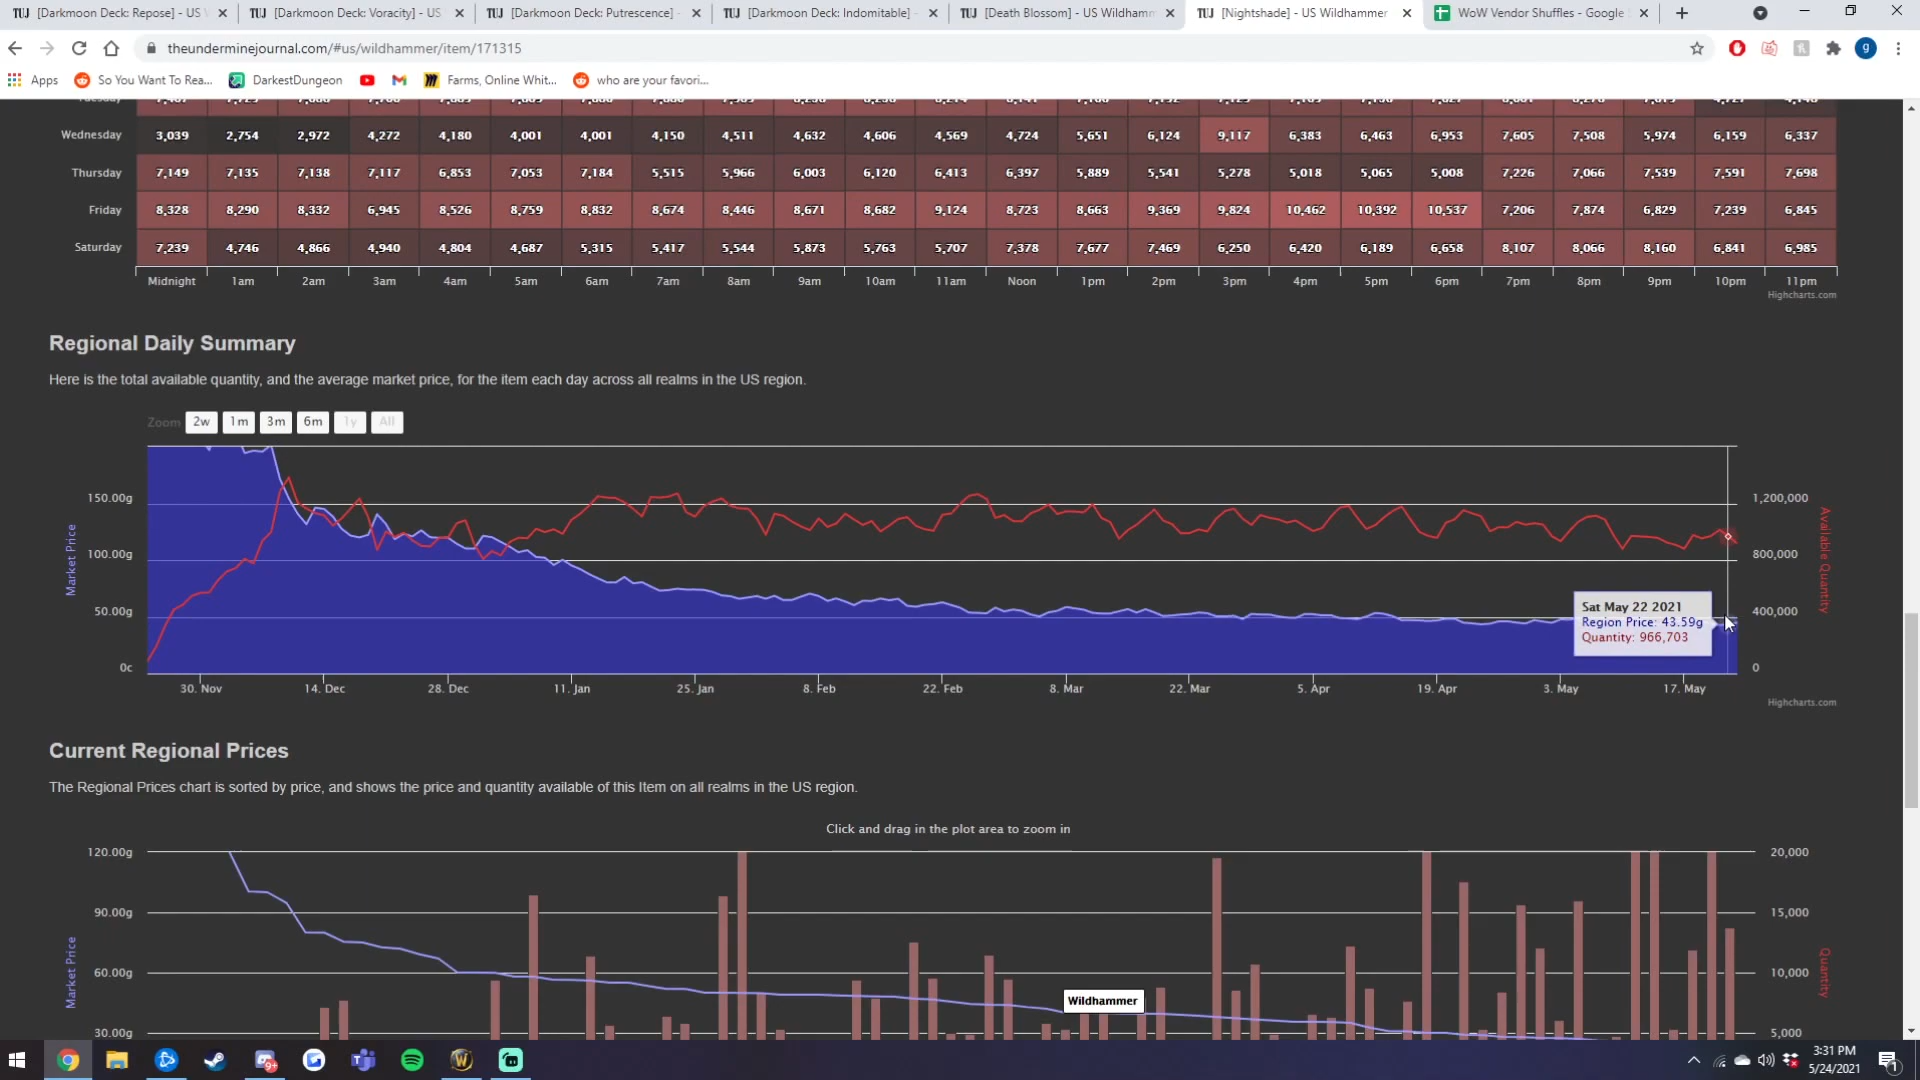 [Darkmoon Deck: Repose] - US
[Darkmoon Deck: Voracity] - US
[Darkmoon Deck: Putrescence] -
[Darkmoon Deck: Indomitable] -
[Death Blossom] - US Wildhamm
[Nightshade] - US Wildhammer
WoW Vendor Shuffles - Google
theunderminejournal.com/#us/wildhammer/item/171315
g
Apps
So You Want To Rea...
DarkestDungeon
Farms, Online Whit...
who are your favori...
Tuesday
Wednesday 3,039 2,754 2,972 4,272 4,180 4,001 4,001 4,150 4,511 4,632 4,606 4,569 4,724 5,651 6,124 9,117 6,383 6,463 6,953 7,605 7,508 5,974 6,159 6,337
Thursday 7,149 7,135 7,138 7,117 6,853 7,053 7,184 5,515 5,966 6,003 6,120 6,413 6,397 5,889 5,541 5,278 5,018 5,065 5,008 7,226 7,066 7,539 7,591 7,698
Friday 8,328 8,290 8,332 6,945 8,526 8,759 8,832 8,674 8,446 8,671 8,682 9,124 8,723 8,663 9,369 9,824 10,462 10,392 10,537 7,206 7,874 6,829 7,239 6,845
Saturday 7,239 4,746 4,866 4,940 4,804 4,687 5,315 5,417 5,544 5,873 5,763 5,707 7,378 7,677 7,469 6,250 6,420 6,189 6,658 8,107 8,066 8,160 6,841 6,985
Midnight 1am 2am 3am 4am 5am 6am 7am 8am 9am 10am 11am Noon 1pm 2pm 3pm 4pm 5pm 6pm 7pm 8pm 9pm 10pm 11pm
Highcharts.com
Regional Daily Summary
Here is the total available quantity, and the average market price, for the item each day across all realms in the US region.
Zoom 2w 1m 3m 6m 1y All
150.00g 1,200,000
100.00g 800,000
50.00g 400,000
0c 0
Market Price
Available Quantity
Sat May 22 2021
Region Price: 43.59g
Quantity: 966,703
30. Nov 14. Dec 28. Dec 11. Jan 25. Jan 8. Feb 22. Feb 8. Mar 22. Mar 5. Apr 19. Apr 3. May 17. May
Highcharts.com
Current Regional Prices
The Regional Prices chart is sorted by price, and shows the price and quantity available of this Item on all realms in the US region.
Click and drag in the plot area to zoom in
120.00g 20,000
90.00g 15,000
60.00g 10,000
30.00g 5,000
Market Price
Quantity
Wildhammer
9+
3:31 PM
5/24/2021
1